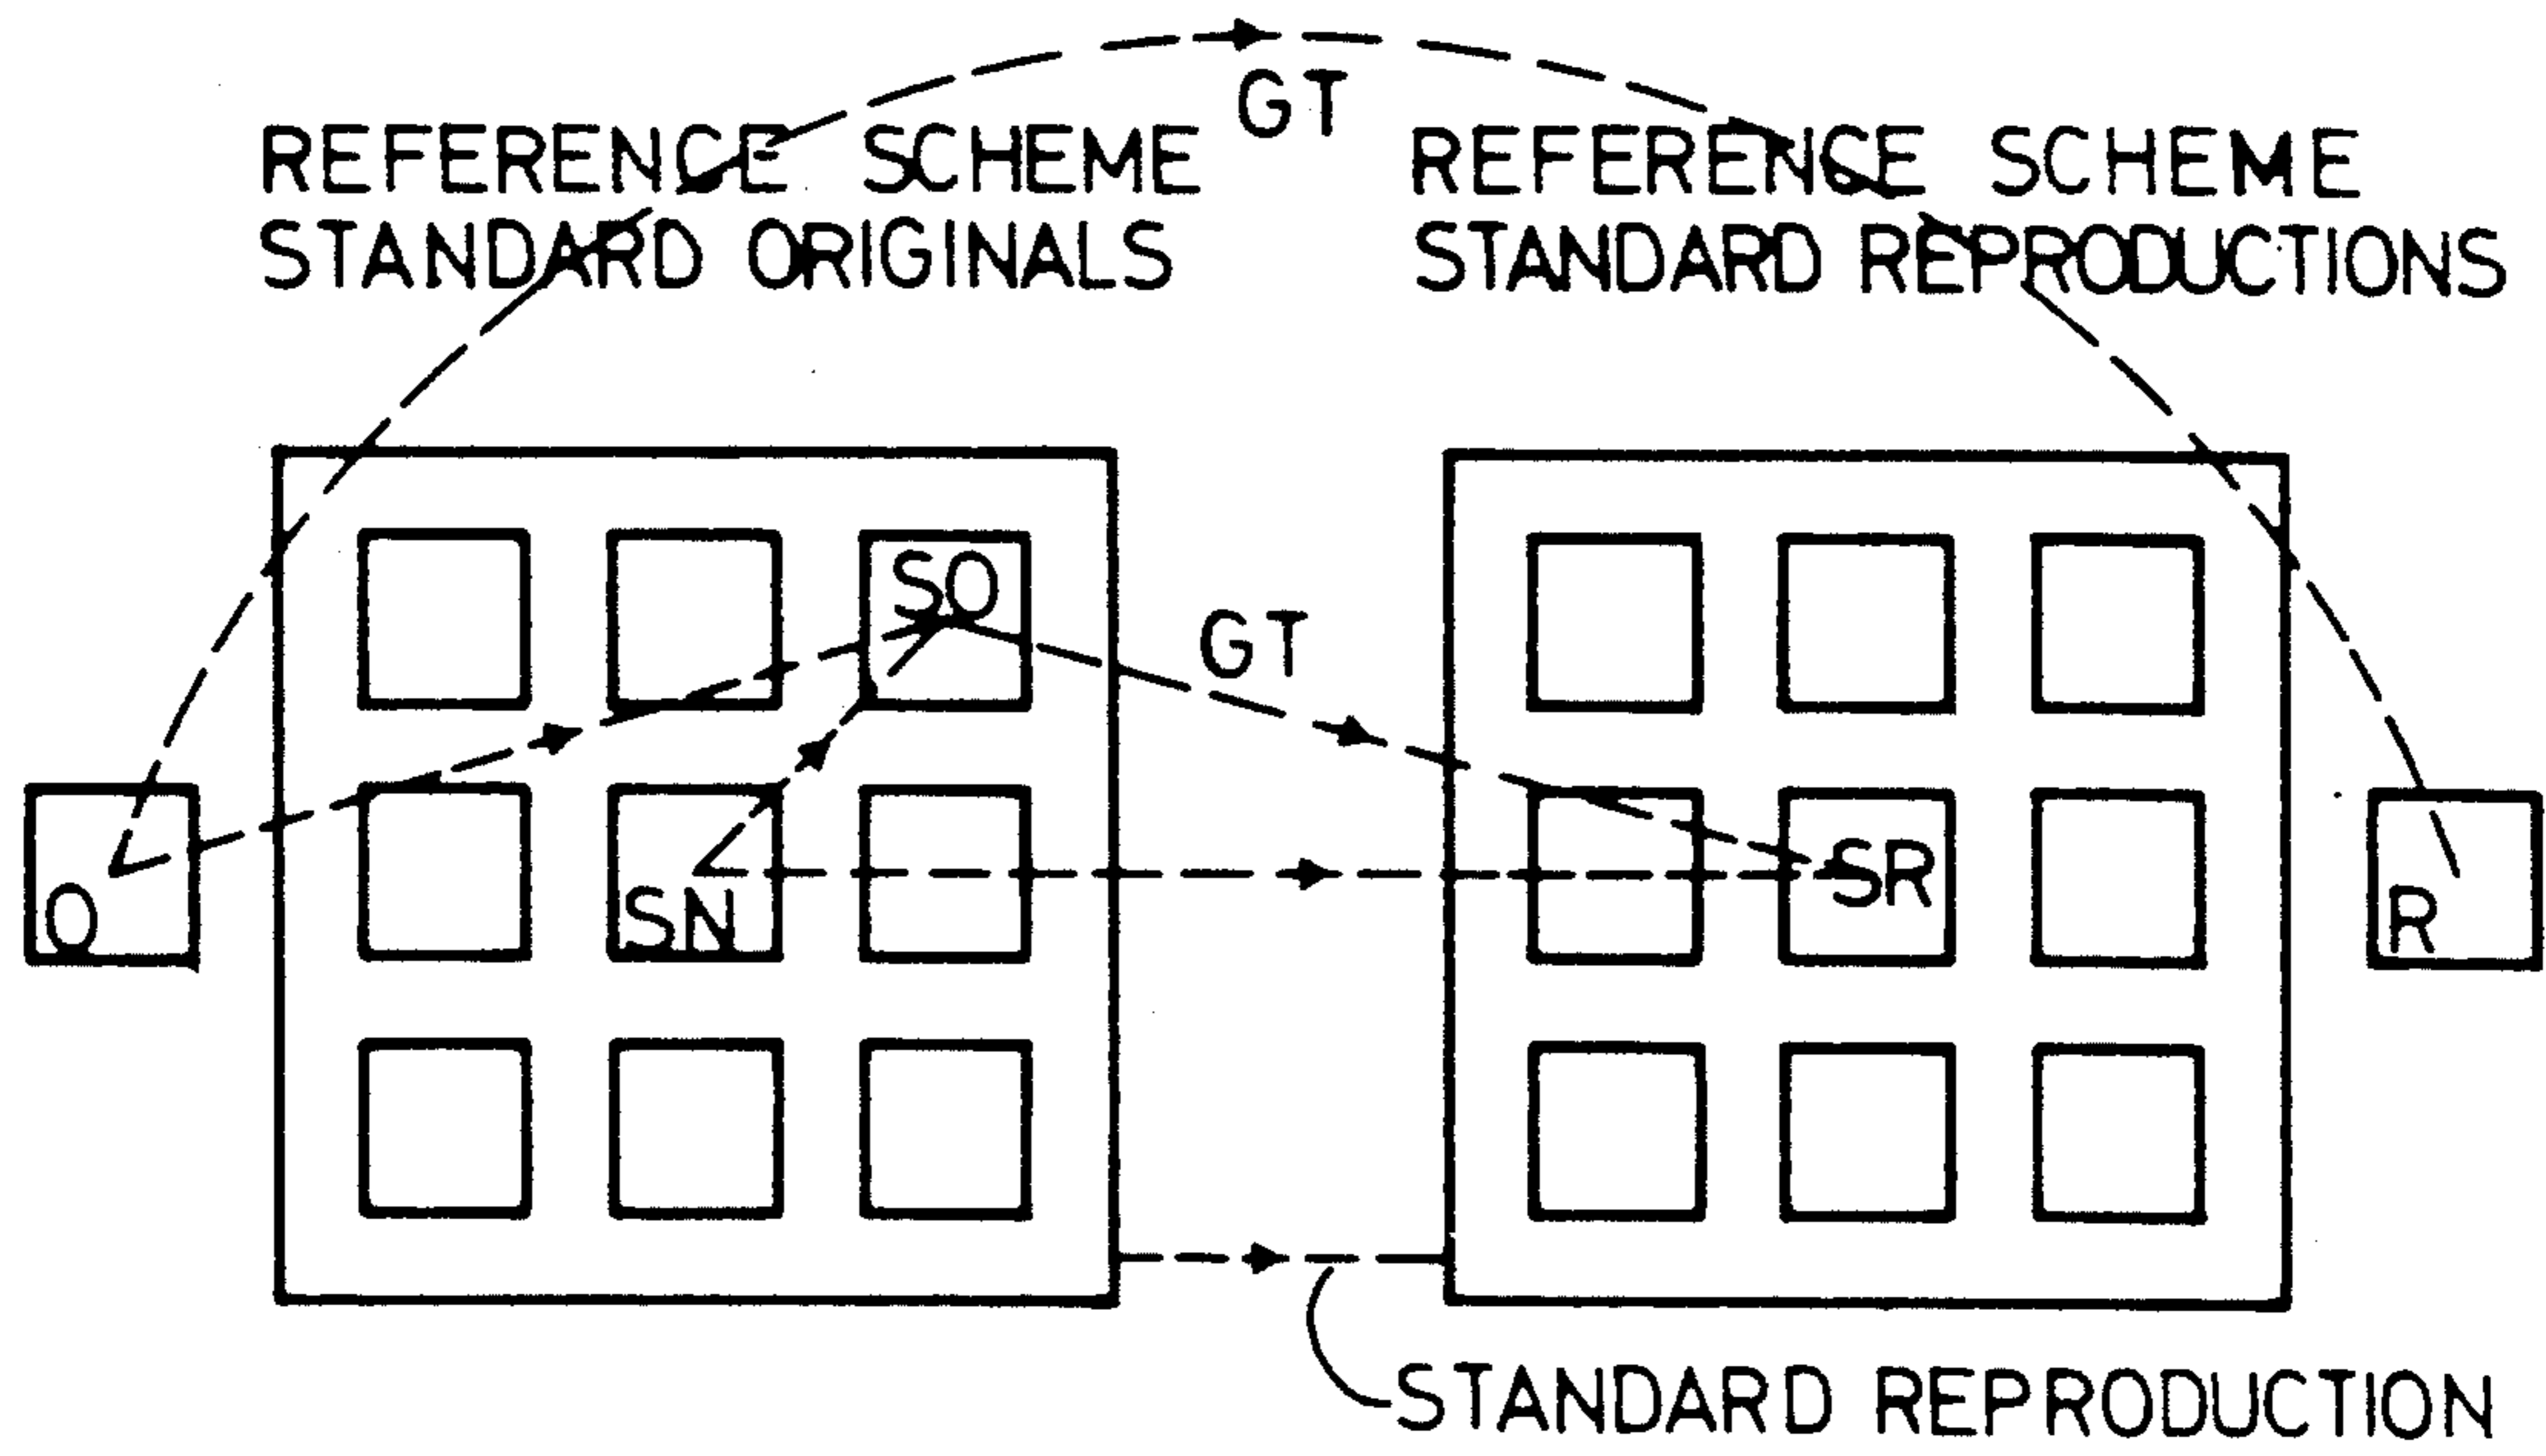 GT
REFERENCE SCHEME
STANDARD ORIGINALS
REFERENCE SCHEME
STANDARD REPRODUCTIONS
SO
GT
O
SN
SR
R
STANDARD REPRODUCTION